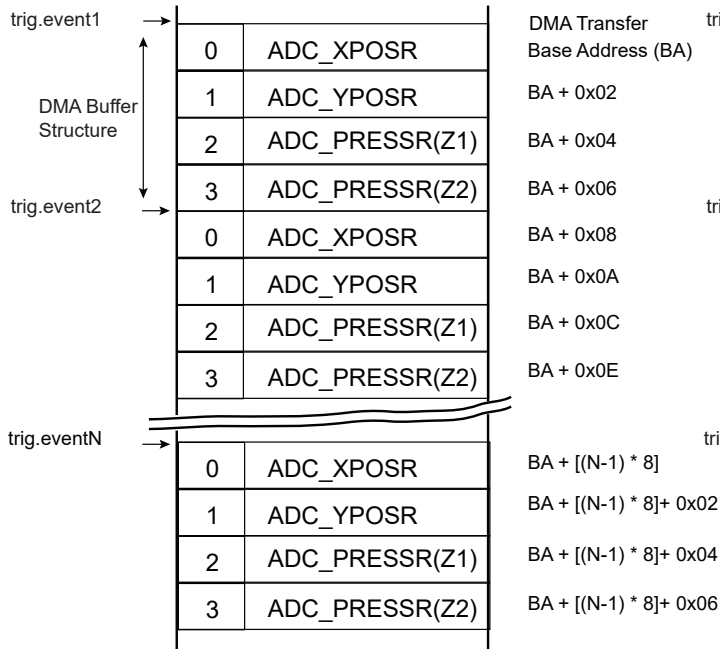 trig.event1
DMA Transfer
tri
0 ADC_XPOSR Base Address (BA)
1 ADC_YPOSR BA + 0x02
DMA Buffer
Structure
2 ADC_PRESSR(Z1) BA + 0x04
3 ADC_PRESSR(Z2) BA + 0x06
trig.event2
tri
0 ADC_XPOSR BA + 0x08
1 ADC_YPOSR BA + 0x0A
2 ADC_PRESSR(Z1) BA + 0x0C
3 ADC_PRESSR(Z2) BA + 0x0E
trig.eventN
tri
0 ADC_XPOSR BA + [(N-1) * 8]
1 ADC_YPOSR BA + [(N-1) * 8]+ 0x02
2 ADC_PRESSR(Z1) BA + [(N-1) * 8]+ 0x04
3 ADC_PRESSR(Z2) BA + [(N-1) * 8]+ 0x06